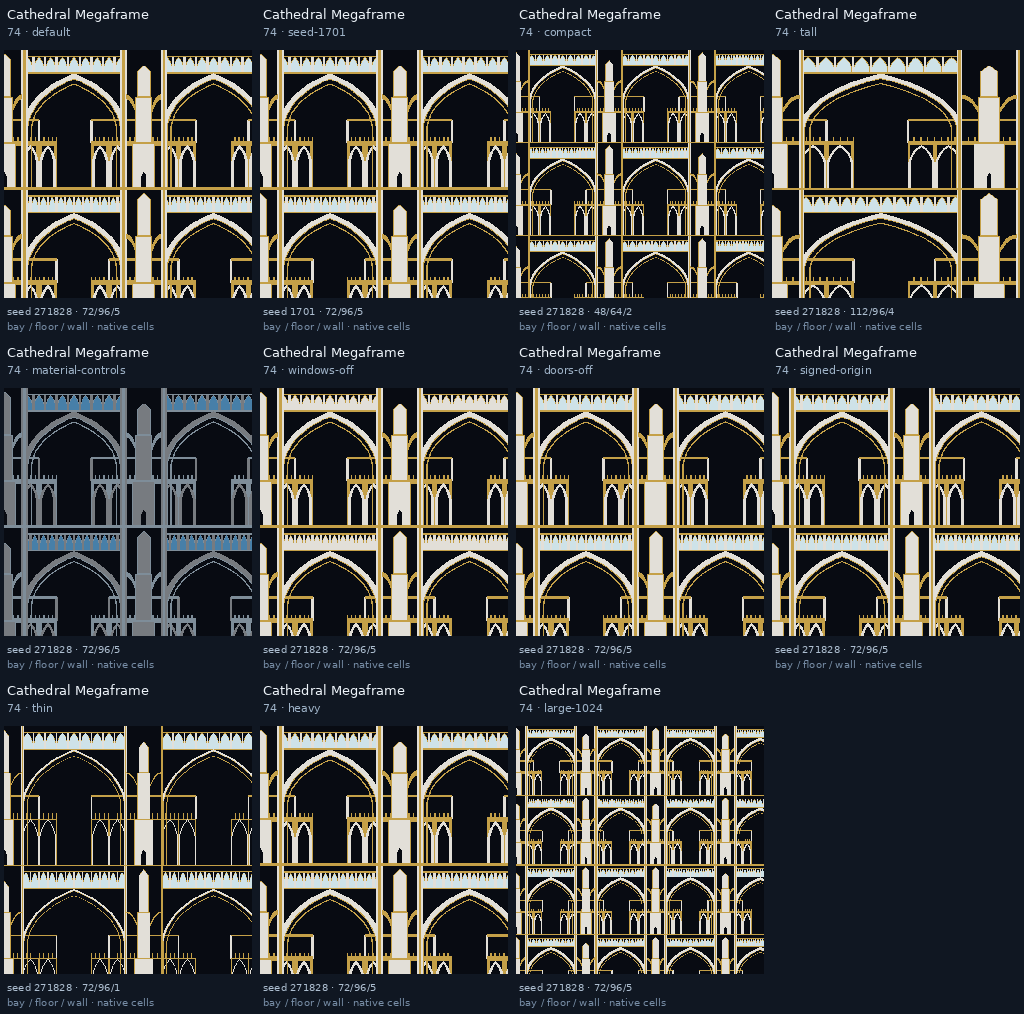 Cathedral Megaframe
74 · default
seed 271828 · 72/96/5
bay / floor / wall · native cells
Cathedral Megaframe
74 · seed-1701
seed 1701 · 72/96/5
bay / floor / wall · native cells
Cathedral Megaframe
74 · compact
seed 271828 · 48/64/2
bay / floor / wall · native cells
Cathedral Megaframe
74 · tall
seed 271828 · 112/96/4
bay / floor / wall · native cells
Cathedral Megaframe
74 · material-controls
seed 271828 · 72/96/5
bay / floor / wall · native cells
Cathedral Megaframe
74 · windows-off
seed 271828 · 72/96/5
bay / floor / wall · native cells
Cathedral Megaframe
74 · doors-off
seed 271828 · 72/96/5
bay / floor / wall · native cells
Cathedral Megaframe
74 · signed-origin
seed 271828 · 72/96/5
bay / floor / wall · native cells
Cathedral Megaframe
74 · thin
seed 271828 · 72/96/1
bay / floor / wall · native cells
Cathedral Megaframe
74 · heavy
seed 271828 · 72/96/5
bay / floor / wall · native cells
Cathedral Megaframe
74 · large-1024
seed 271828 · 72/96/5
bay / floor / wall · native cells